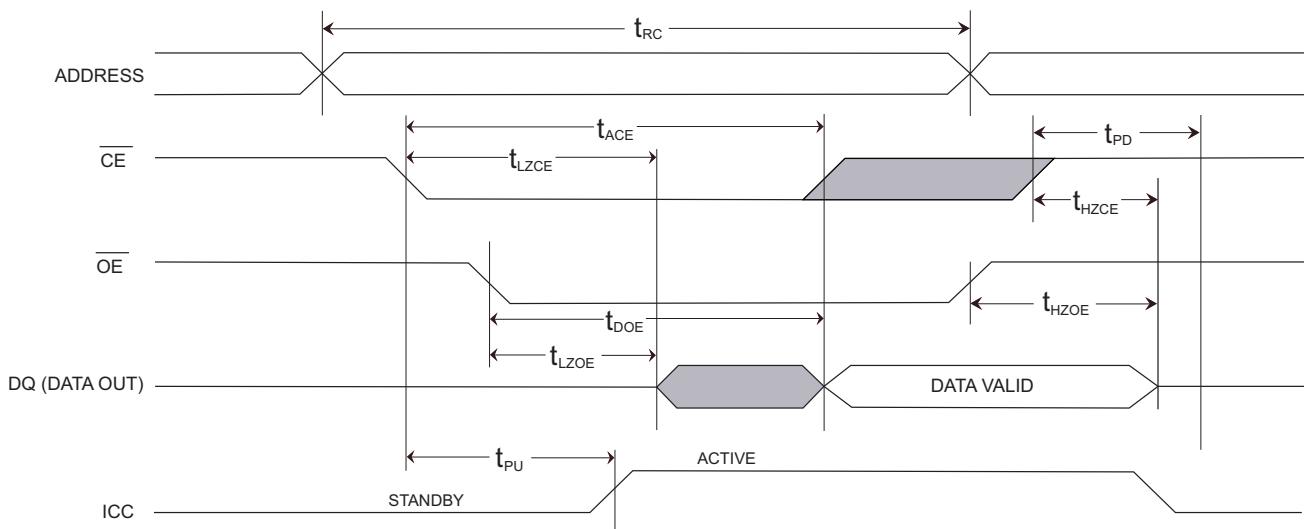 tRC
ADDRESS
tACE
tPD
CE
tLZCE
tHZCE
OE
tHZOE
tDOE
tLZOE
DQ (DATA OUT)
DATA VALID
tPU
ACTIVE
STANDBY
ICC